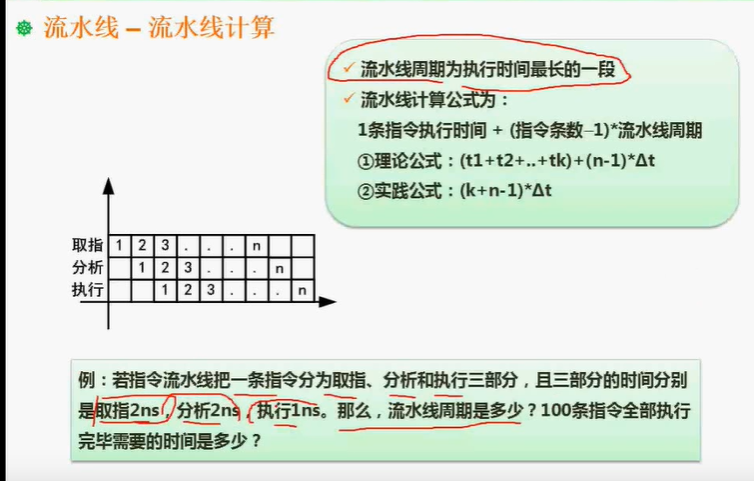 流水线 – 流水线计算
✓ 流水线周期为执行时间最长的一段
✓ 流水线计算公式为：
1条指令执行时间 + (指令条数–1)*流水线周期
①理论公式：(t1+t2+..+tk)+(n-1)*Δt
②实践公式：(k+n-1)*Δt
取指 1 2 3 . . . n
分析 1 2 3 . . . n
执行 1 2 3 . . . n
例：若指令流水线把一条指令分为取指、分析和执行三部分，且三部分的时间分别
是取指2ns，分析2ns，执行1ns。那么，流水线周期是多少？100条指令全部执行
完毕需要的时间是多少？